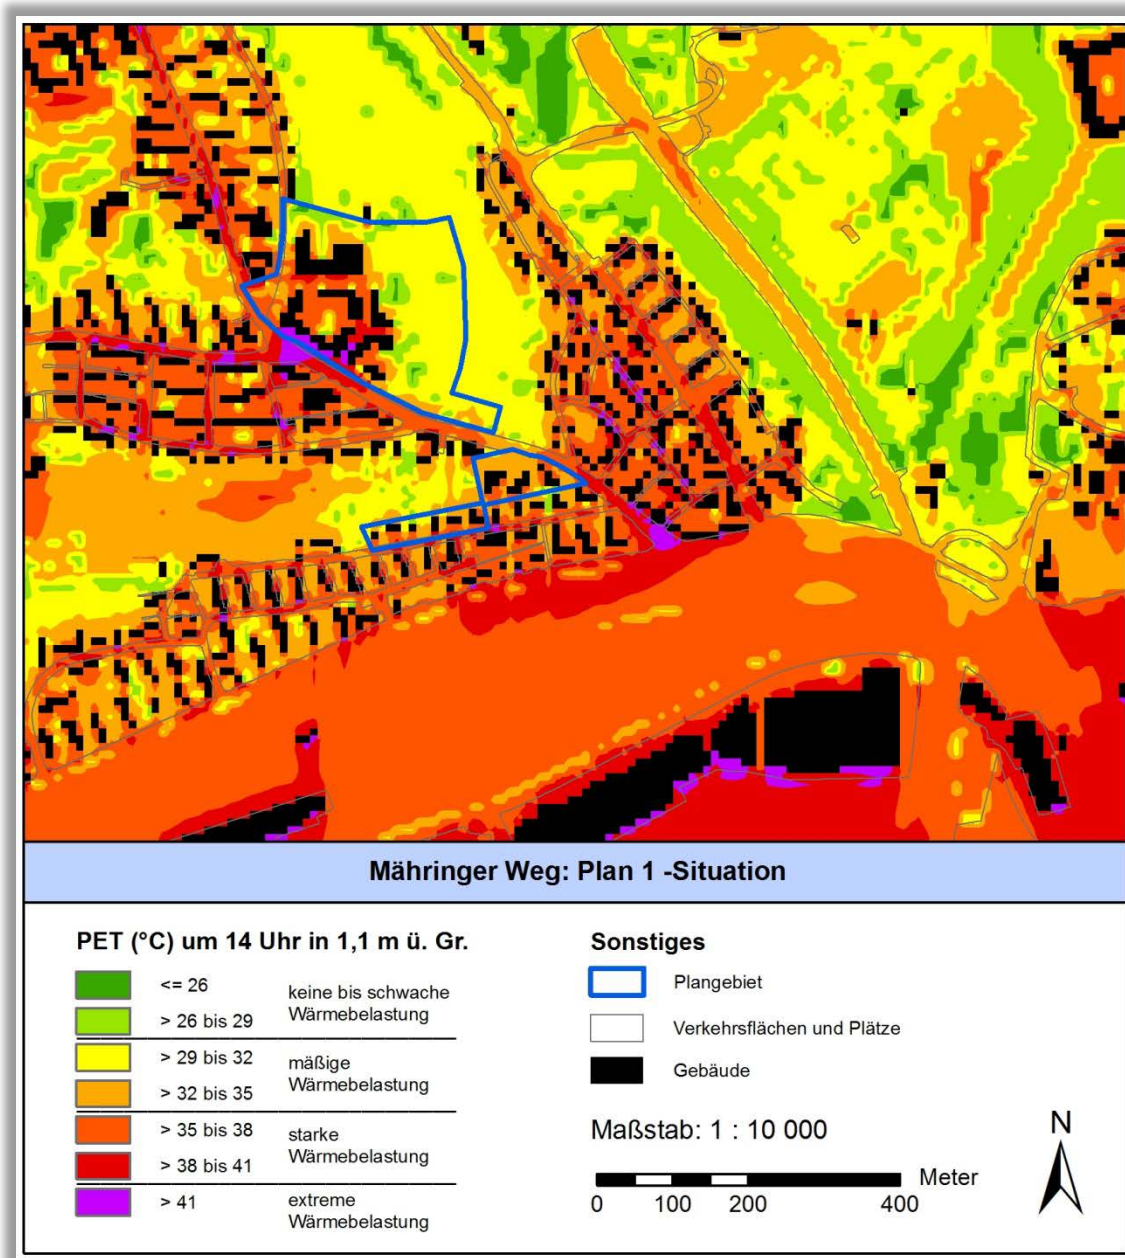 Mähringer Weg: Plan 1 -Situation
PET (°C) um 14 Uhr in 1,1 m ü. Gr.
<= 26
> 26 bis 29
keine bis schwache
Wärmebelastung
> 29 bis 32
> 32 bis 35
mäßige
Wärmebelastung
> 35 bis 38
> 38 bis 41
starke
Wärmebelastung
> 41
extreme
Wärmebelastung
Sonstiges
Plangebiet
Verkehrsflächen und Plätze
Gebäude
Maßstab: 1 : 10 000
Meter
0 100 200 400
N